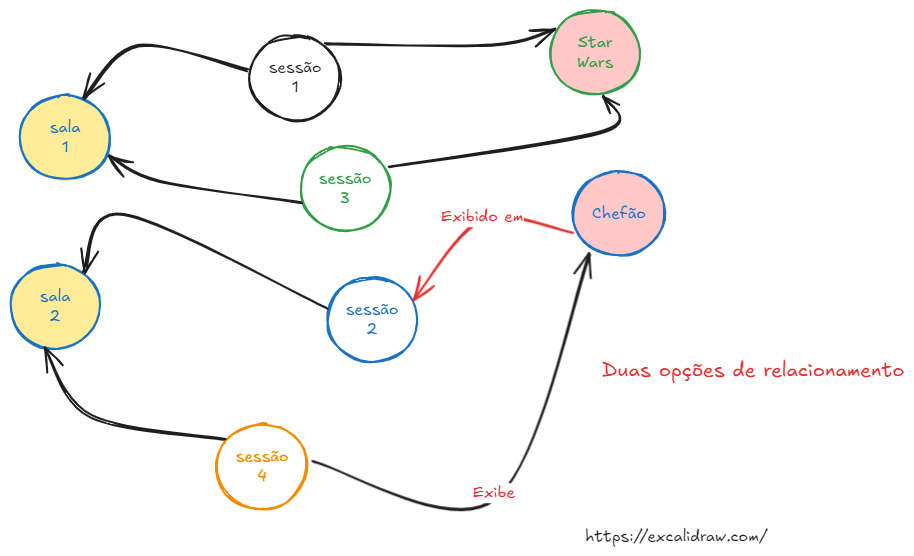 Star
Wars
sessão
1
sala
1
sessão
3
Exibido em
Chefão
sala
2
sessão
2
Duas opções de relacionamento
sessão
4
Exibe
https://excalidraw.com/